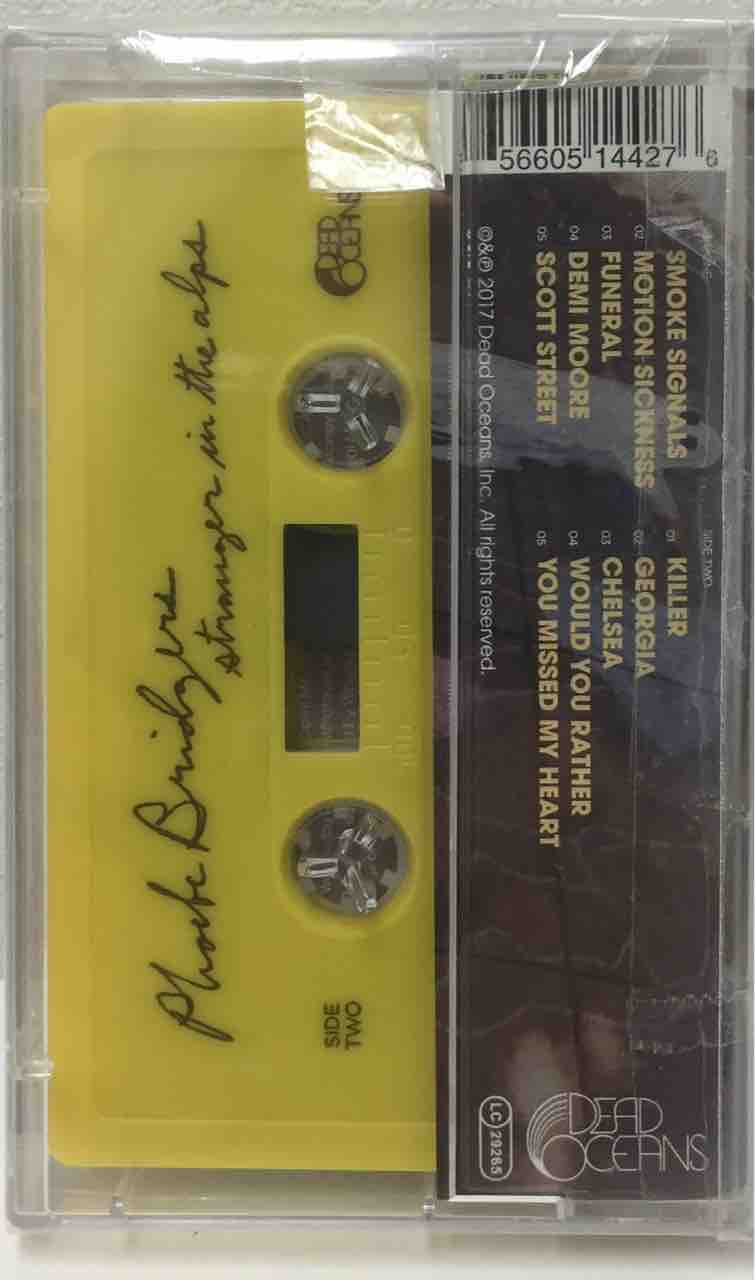 Phoebe Bridgers
stranger in the alps
SIDE
TWO
DEAD
OCEANS
56605 14427 6
01 SMOKE SIGNALS
02 MOTION SICKNESS
03 FUNERAL
04 DEMI MOORE
05 SCOTT STREET
SIDE TWO
01 KILLER
02 GEORGIA
03 CHELSEA
04 WOULD YOU RATHER
05 YOU MISSED MY HEART
©&℗ 2017 Dead Oceans, Inc. All rights reserved.
LC 29265
DEAD
OCEANS